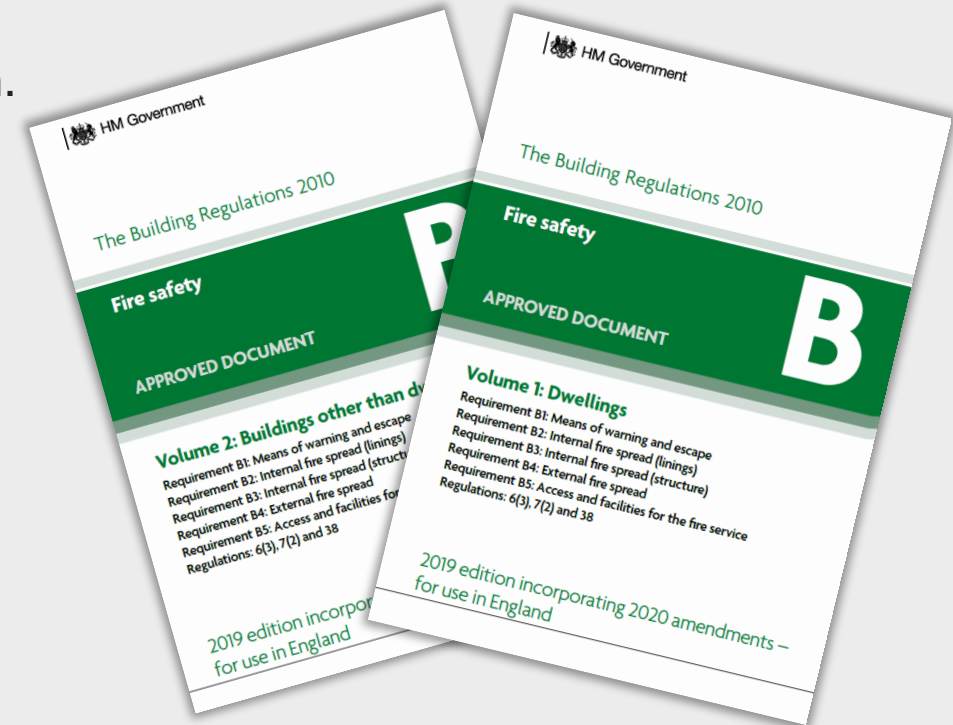 HM Government
The Building Regulations 2010
Fire safety
APPROVED DOCUMENT
Volume 2: Buildings other than
Requirement B1: Means of warning and escape
Requirement B2: Internal fire spread (linings)
Requirement B3: Internal fire spread
Requirement B4: External fire spread
Requirement B5: Access and facilities for
Regulations: 6(3), 7(2) and 38
2019 edition
for use in England
HM Government
The Building Regulations 2010
Fire safety
B
APPROVED DOCUMENT
Volume 1: Dwellings
Requirement B1: Means of warning and escape
Requirement B2: Internal fire spread (linings)
Requirement B3: Internal fire spread (structure)
Requirement B4: External fire spread
Requirement B5: Access and facilities for the fire service
Regulations: 6(3), 7(2) and 38
2019 edition incorporating 2020 amendments –
for use in England